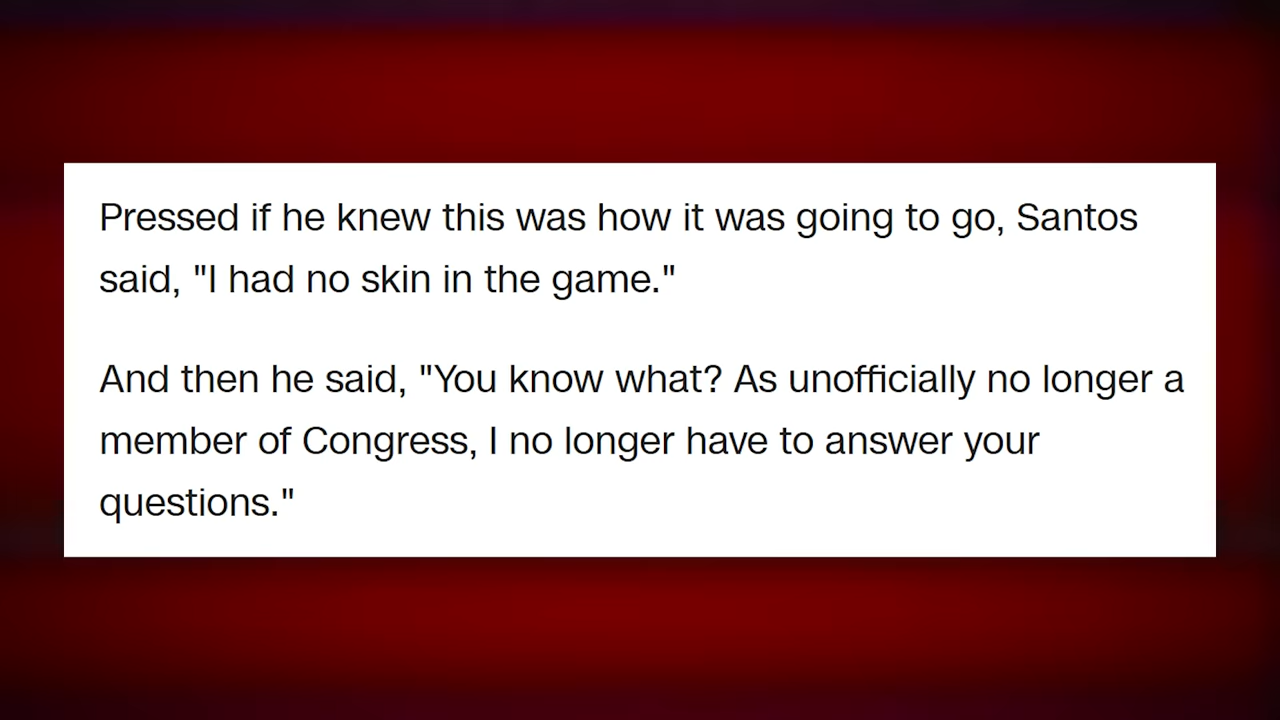 Pressed if he knew this was how it was going to go, Santos
said, "I had no skin in the game."
And then he said, "You know what? As unofficially no longer a
member of Congress, I no longer have to answer your
questions."